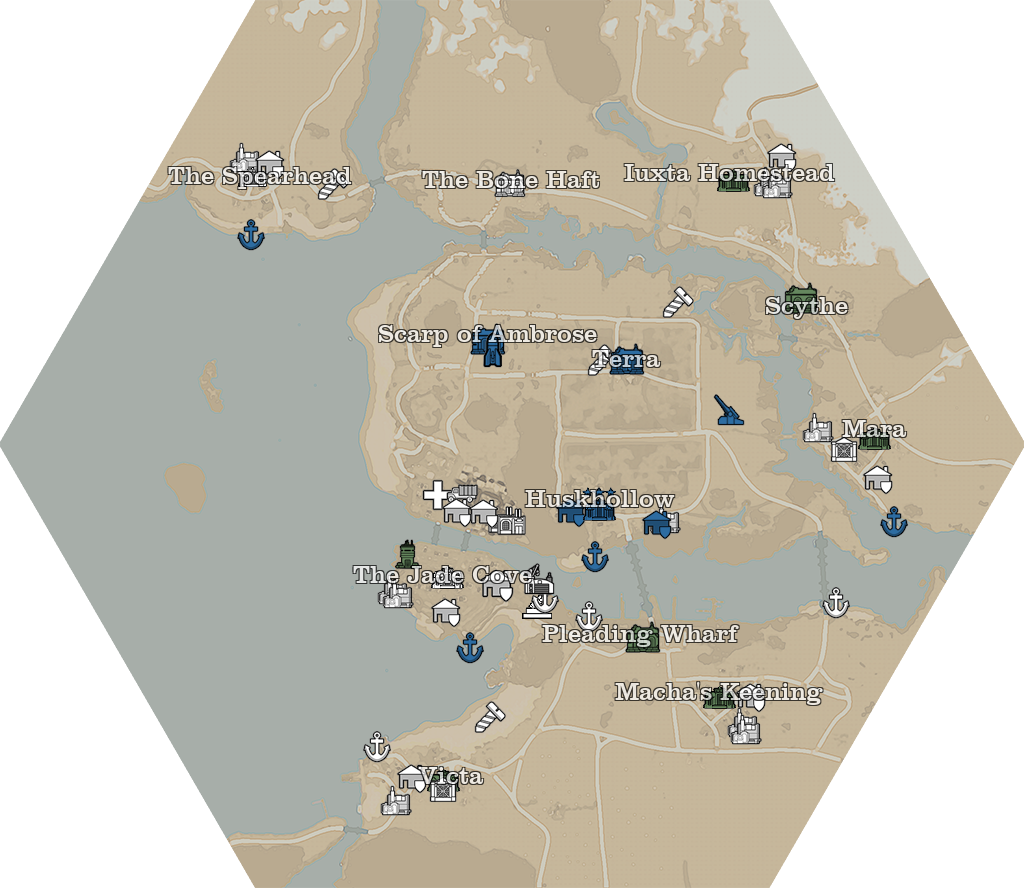 The Spearhead
The Bone Haft
Iuxta Homestead
Scythe
Scarp of Ambrose
Terra
Mara
Huskhollow
The Jade Cove
Pleading Wharf
Macha's Keening
Victa